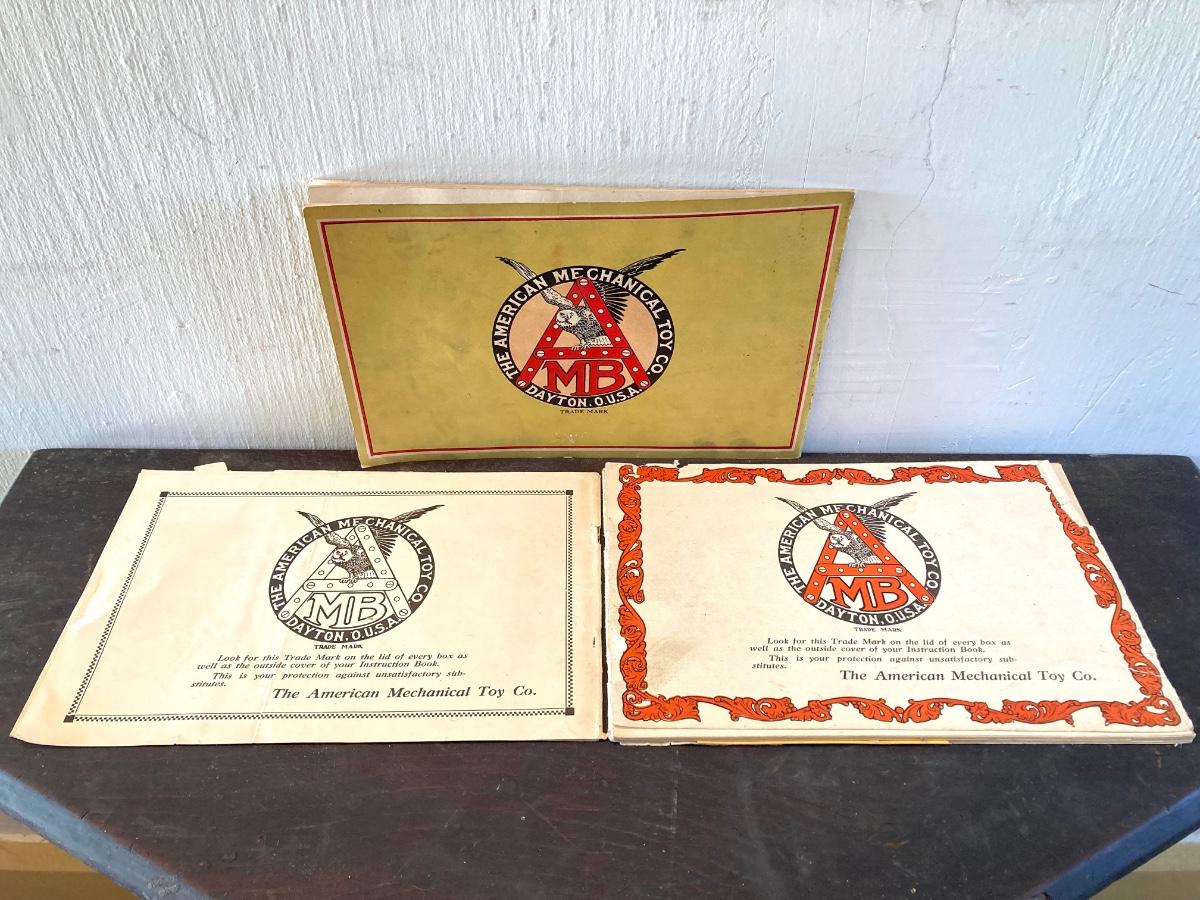 THE AMERICAN MECHANICAL TOY CO.
AMB
DAYTON, O.U.S.A.
TRADE MARK
THE AMERICAN MECHANICAL TOY CO.
AMB
DAYTON, O.U.S.A.
TRADE MARK
Look for this Trade Mark on the lid of every box as
well as the outside cover of your Instruction Book.
This is your protection against unsatisfactory sub-
stitutes.
The American Mechanical Toy Co.
THE AMERICAN MECHANICAL TOY CO.
AMB
DAYTON, O.U.S.A.
TRADE MARK
Look for this Trade Mark on the lid of every box as
well as the outside cover of your Instruction Book.
This is your protection against unsatisfactory sub-
stitutes.
The American Mechanical Toy Co.